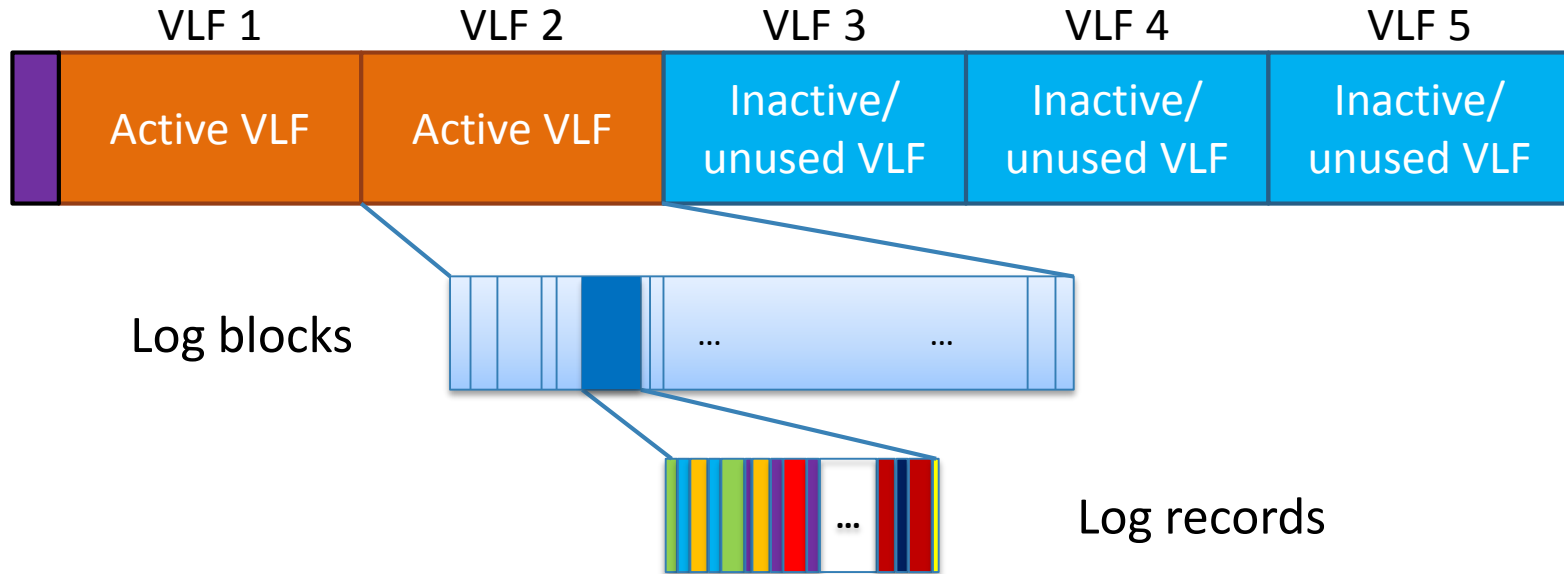 VLF 1 VLF 2 VLF 3 VLF 4 VLF 5
Active VLF Active VLF Inactive/ Inactive/ Inactive/
unused VLF unused VLF unused VLF
Log blocks ... ...
...
Log records